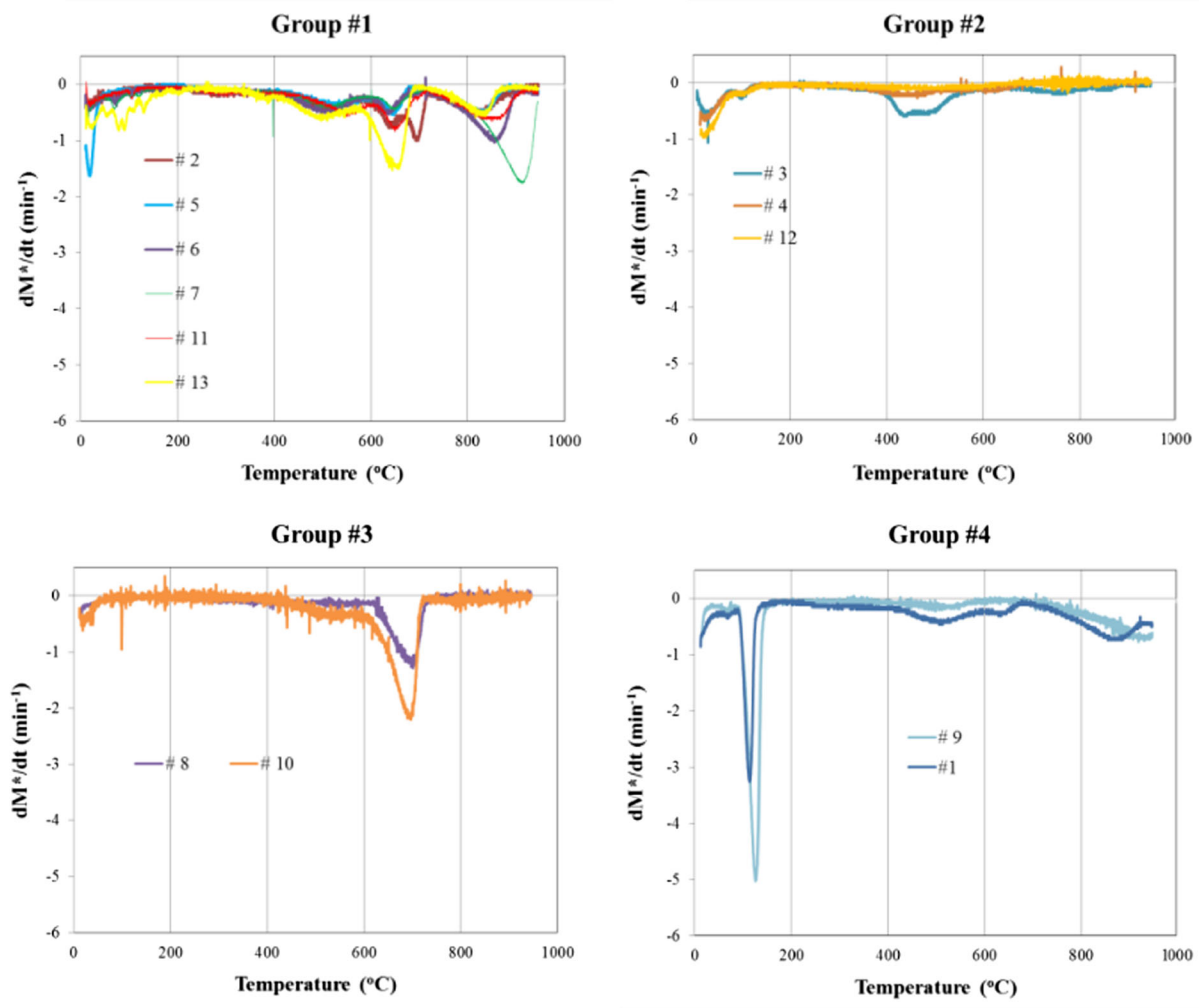 Group #1
0
-1
-2
-3
-4
-5
-6
dM*/dt (min⁻¹)
# 2
# 5
# 6
# 7
# 11
# 13
0 200 400 600 800 1000
Temperature (ºC)
Group #2
0
-1
-2
-3
-4
-5
-6
dM*/dt (min⁻¹)
# 3
# 4
# 12
0 200 400 600 800 1000
Temperature (ºC)
Group #3
0
-1
-2
-3
-4
-5
-6
dM*/dt (min⁻¹)
# 8 # 10
0 200 400 600 800 1000
Temperature (ºC)
Group #4
0
-1
-2
-3
-4
-5
-6
dM*/dt (min⁻¹)
# 9
#1
0 200 400 600 800 1000
Temperature (ºC)